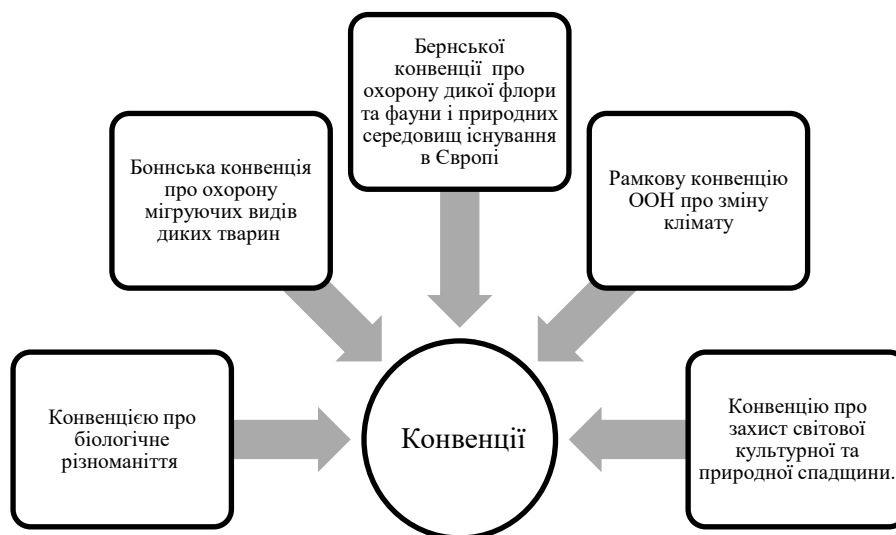 Бернської
конвенції про
охорону дикої флори
та фауни і природних
середовищ існування
в Європі
Боннська конвенція
про охорону
мігруючих видів
диких тварин
Рамкову конвенцію
ООН про зміну
клімату
Конвенцією про
біологічне
різноманіття
Конвенції
Конвенцію про
захист світової
культурної та
природної спадщини.